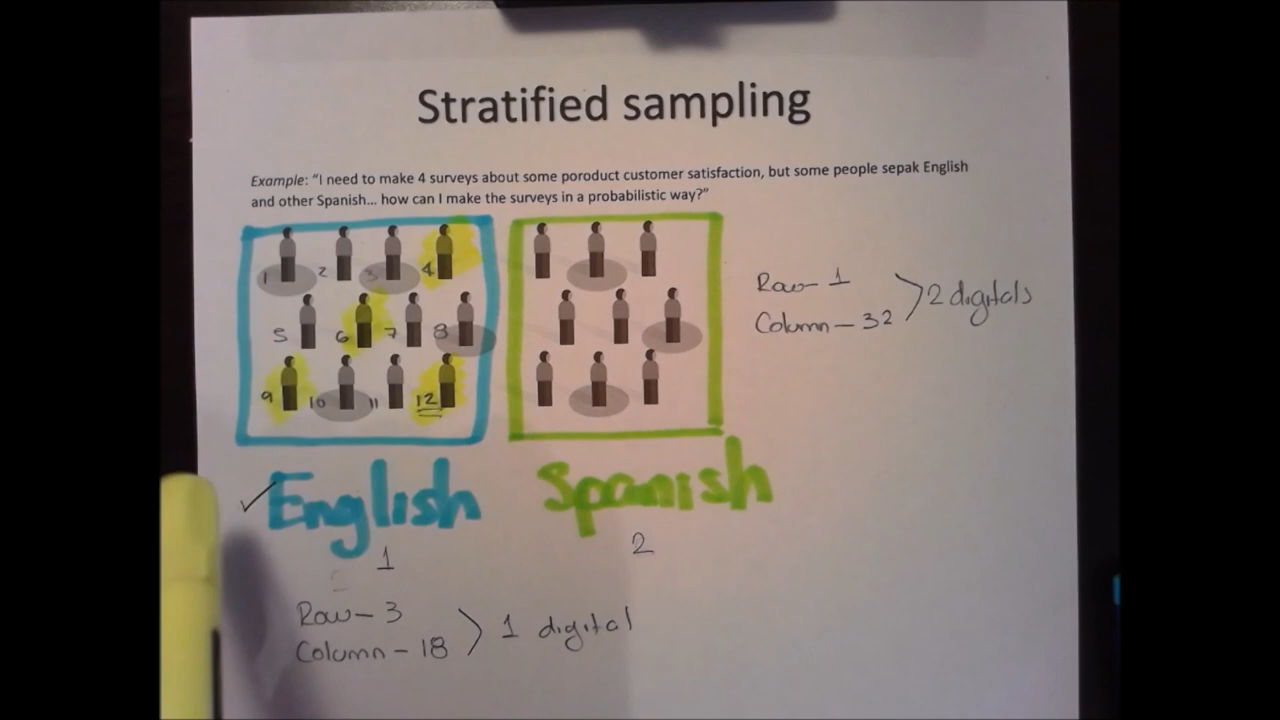 Stratified sampling
Example: “I need to make 4 surveys about some poroduct customer satisfaction, but some people sepak English
and other Spanish... how can I make the surveys in a probabilistic way?”
1 2 3 4
5 6 7 8
9 10 11 12
Row- 1
Column - 32
2 digitals
English
Spanish
1
2
Row- 3
Column - 18
1 digital